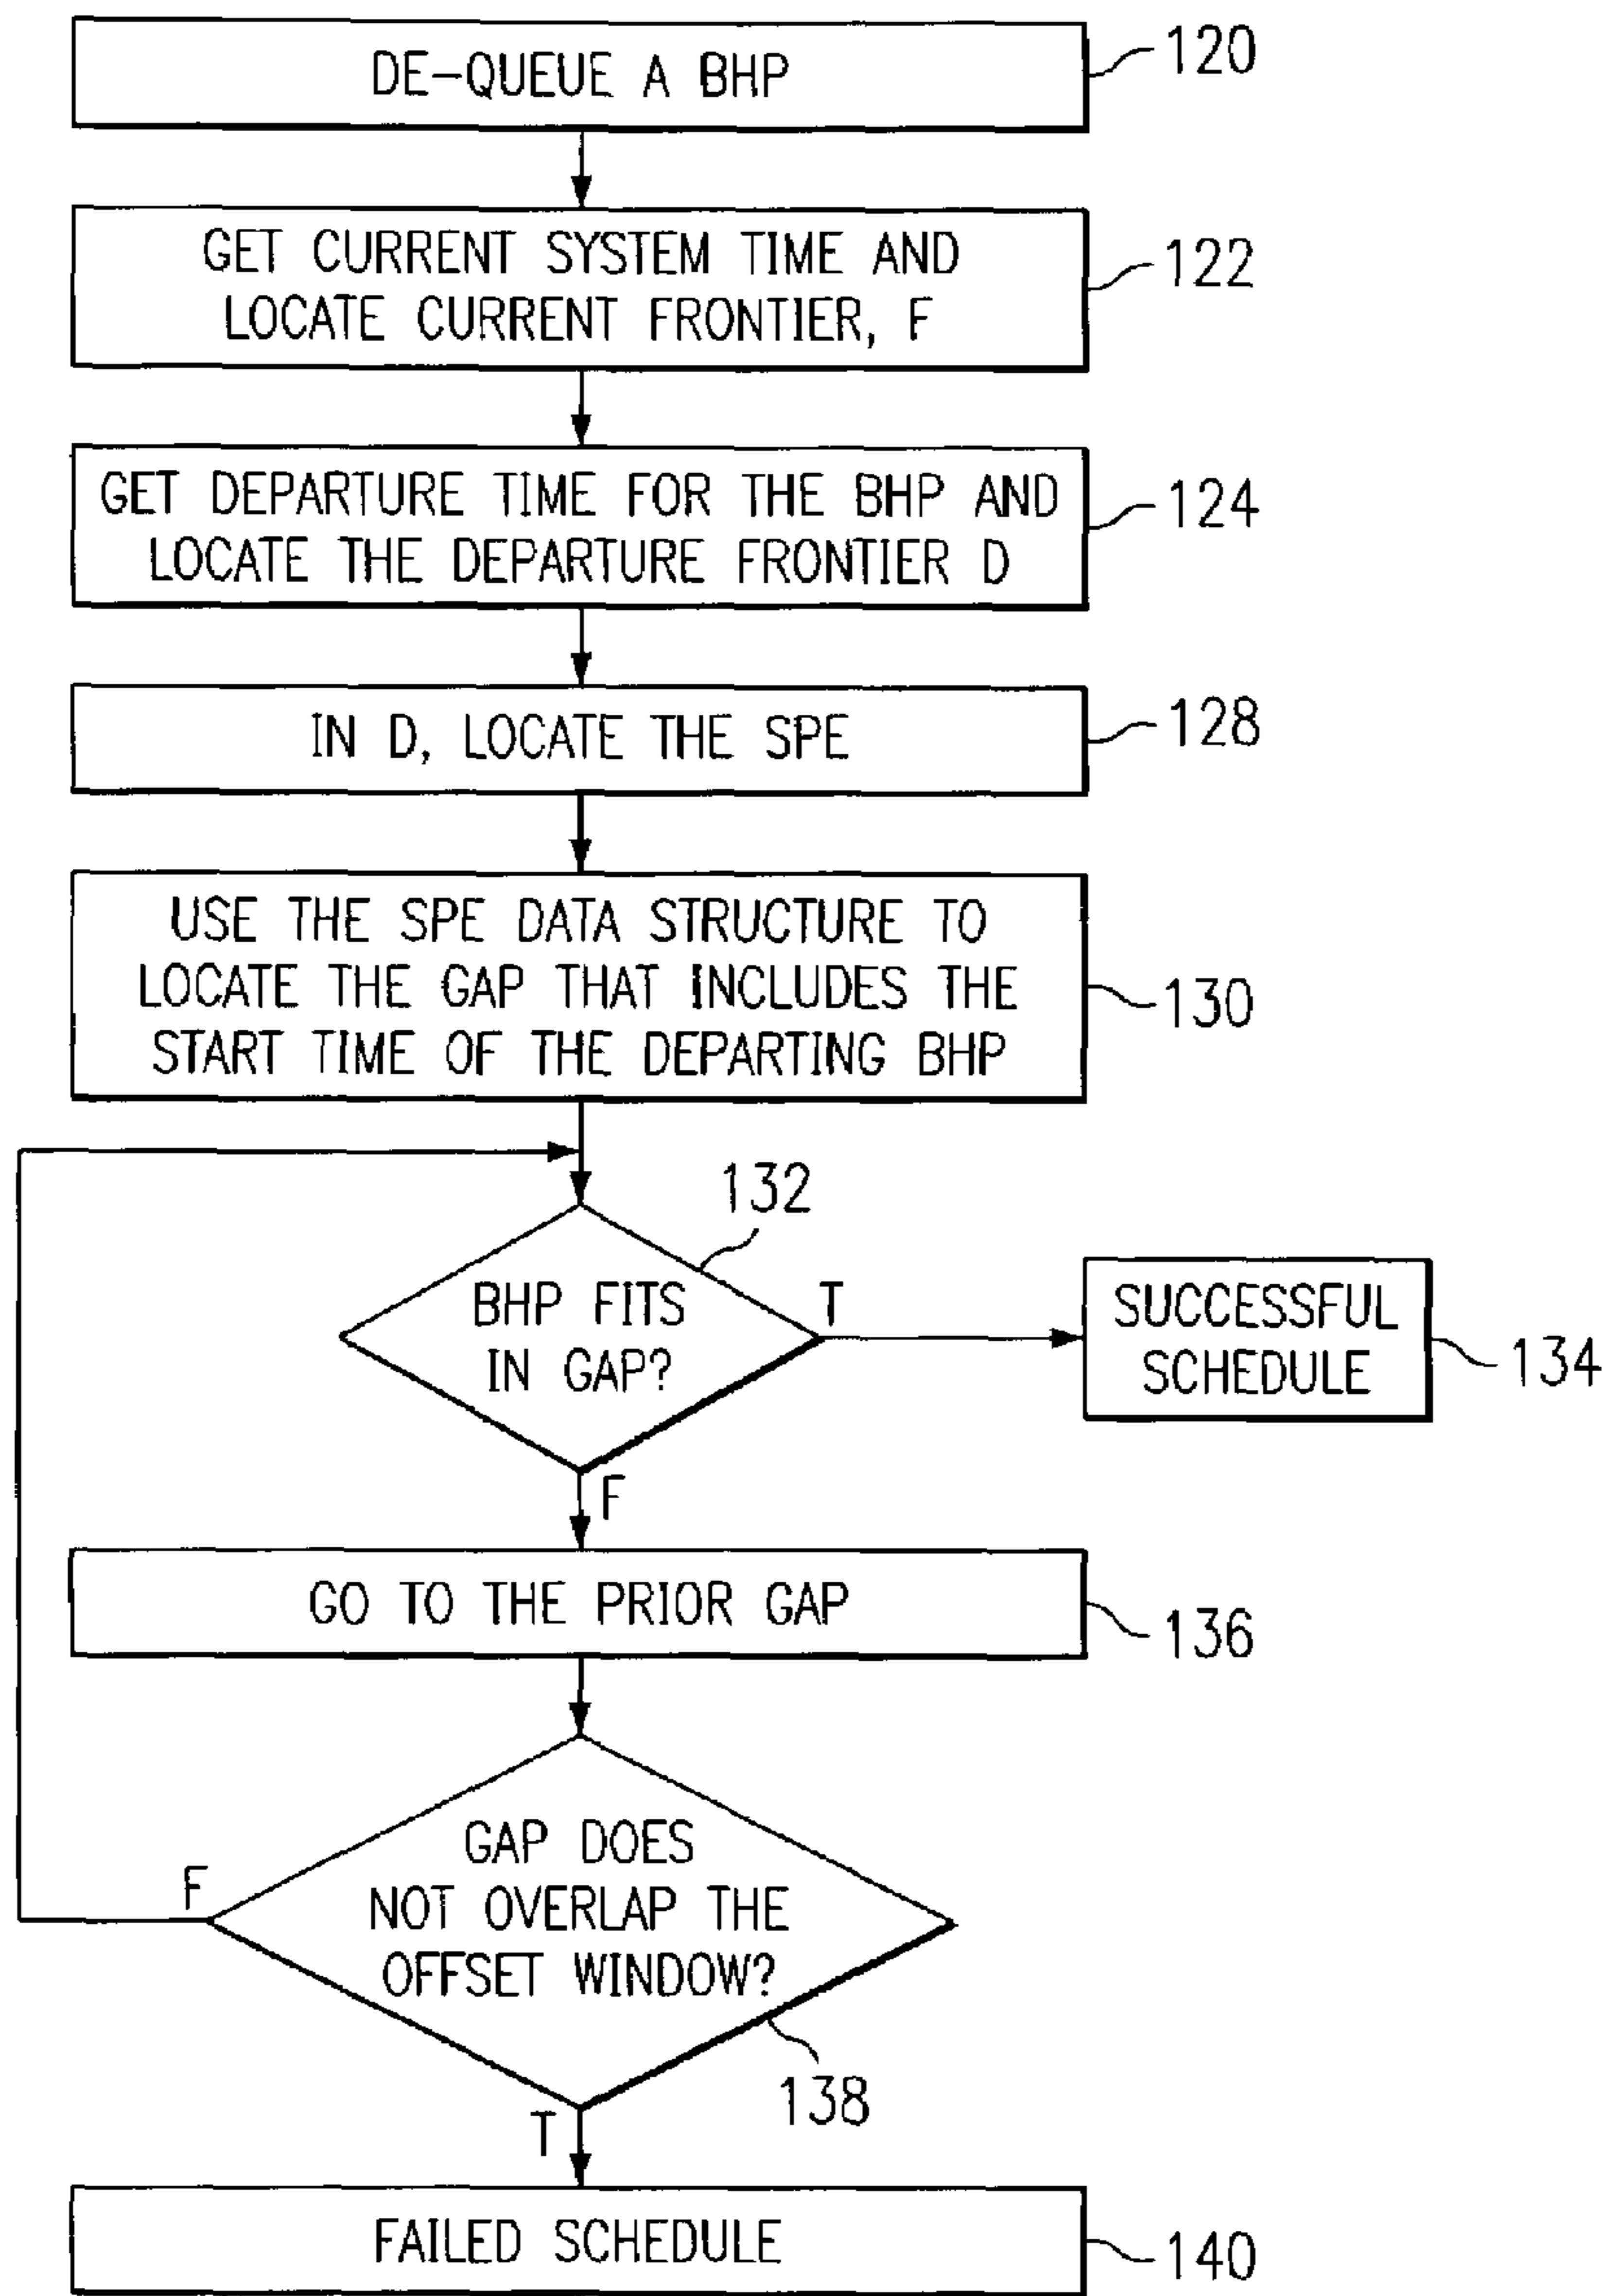 DE-QUEUE A BHP
120
GET CURRENT SYSTEM TIME AND
LOCATE CURRENT FRONTIER, F
122
GET DEPARTURE TIME FOR THE BHP AND
LOCATE THE DEPARTURE FRONTIER D
124
IN D, LOCATE THE SPE
128
USE THE SPE DATA STRUCTURE TO
LOCATE THE GAP THAT INCLUDES THE
START TIME OF THE DEPARTING BHP
130
132
BHP FITS
IN GAP?
T
SUCCESSFUL
SCHEDULE
134
F
GO TO THE PRIOR GAP
136
GAP DOES
NOT OVERLAP THE
OFFSET WINDOW?
F
138
T
FAILED SCHEDULE
140